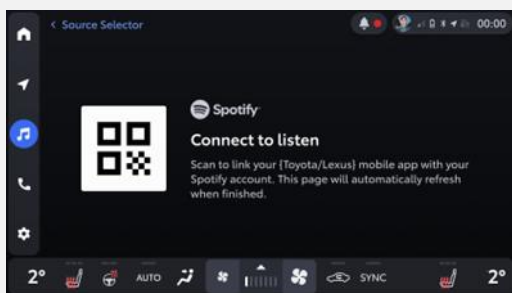 < Source Selector
00:00
Spotify
Connect to listen
Scan to link your {Toyota/Lexus} mobile app with your
Spotify account. This page will automatically refresh
when finished.
2° AUTO SYNC 2°